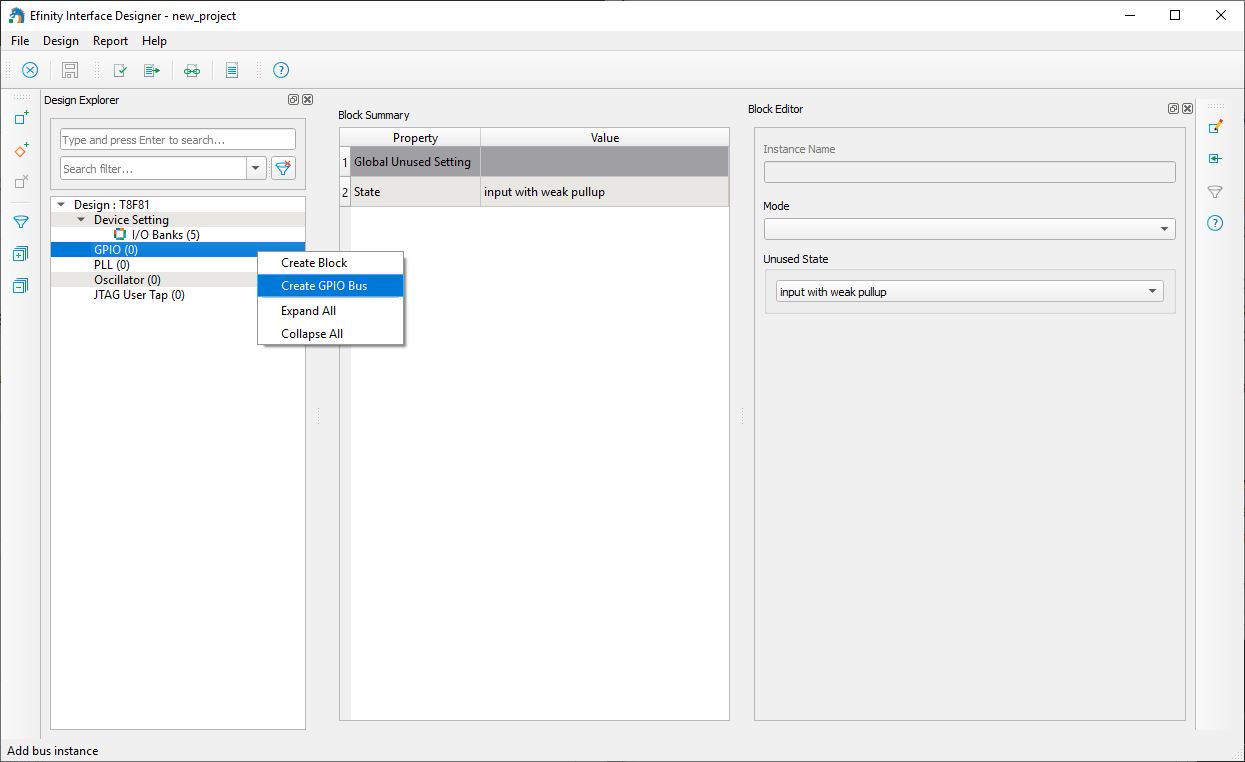 Efinity Interface Designer - new_project
File Design Report Help
Design Explorer
Type and press Enter to search...
Search filter...
Design : T8F81
Device Setting
I/O Banks (5)
GPIO (0)
PLL (0)
Oscillator (0)
JTAG User Tap (0)
Create Block
Create GPIO Bus
Expand All
Collapse All
Block Summary
Property Value
1 Global Unused Setting
2 State input with weak pullup
Block Editor
Instance Name
Mode
Unused State
input with weak pullup
Add bus instance